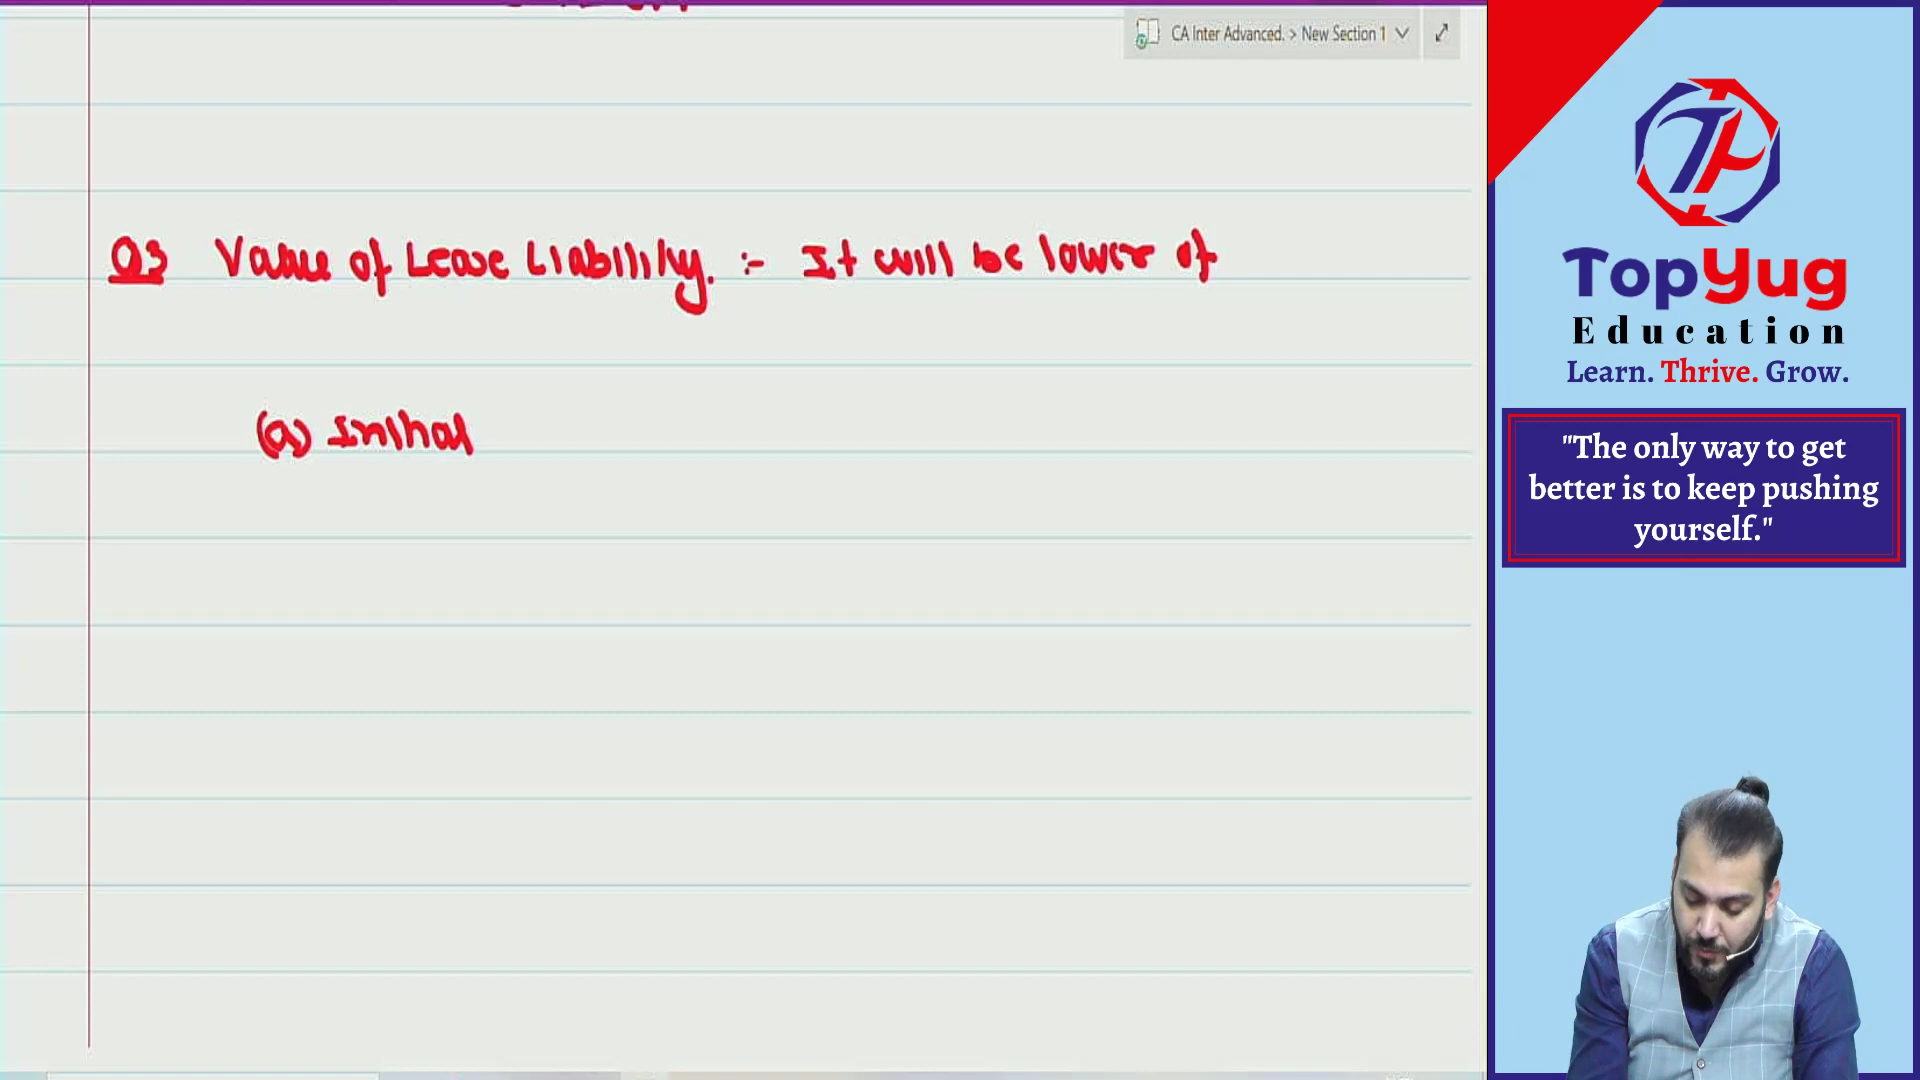 CA Inter Advanced. > New Section 1
Q3 Value of Lease Liability. :- It will be lower of
(a) Initial
TopYug
Education
Learn. Thrive. Grow.
"The only way to get
better is to keep pushing
yourself."